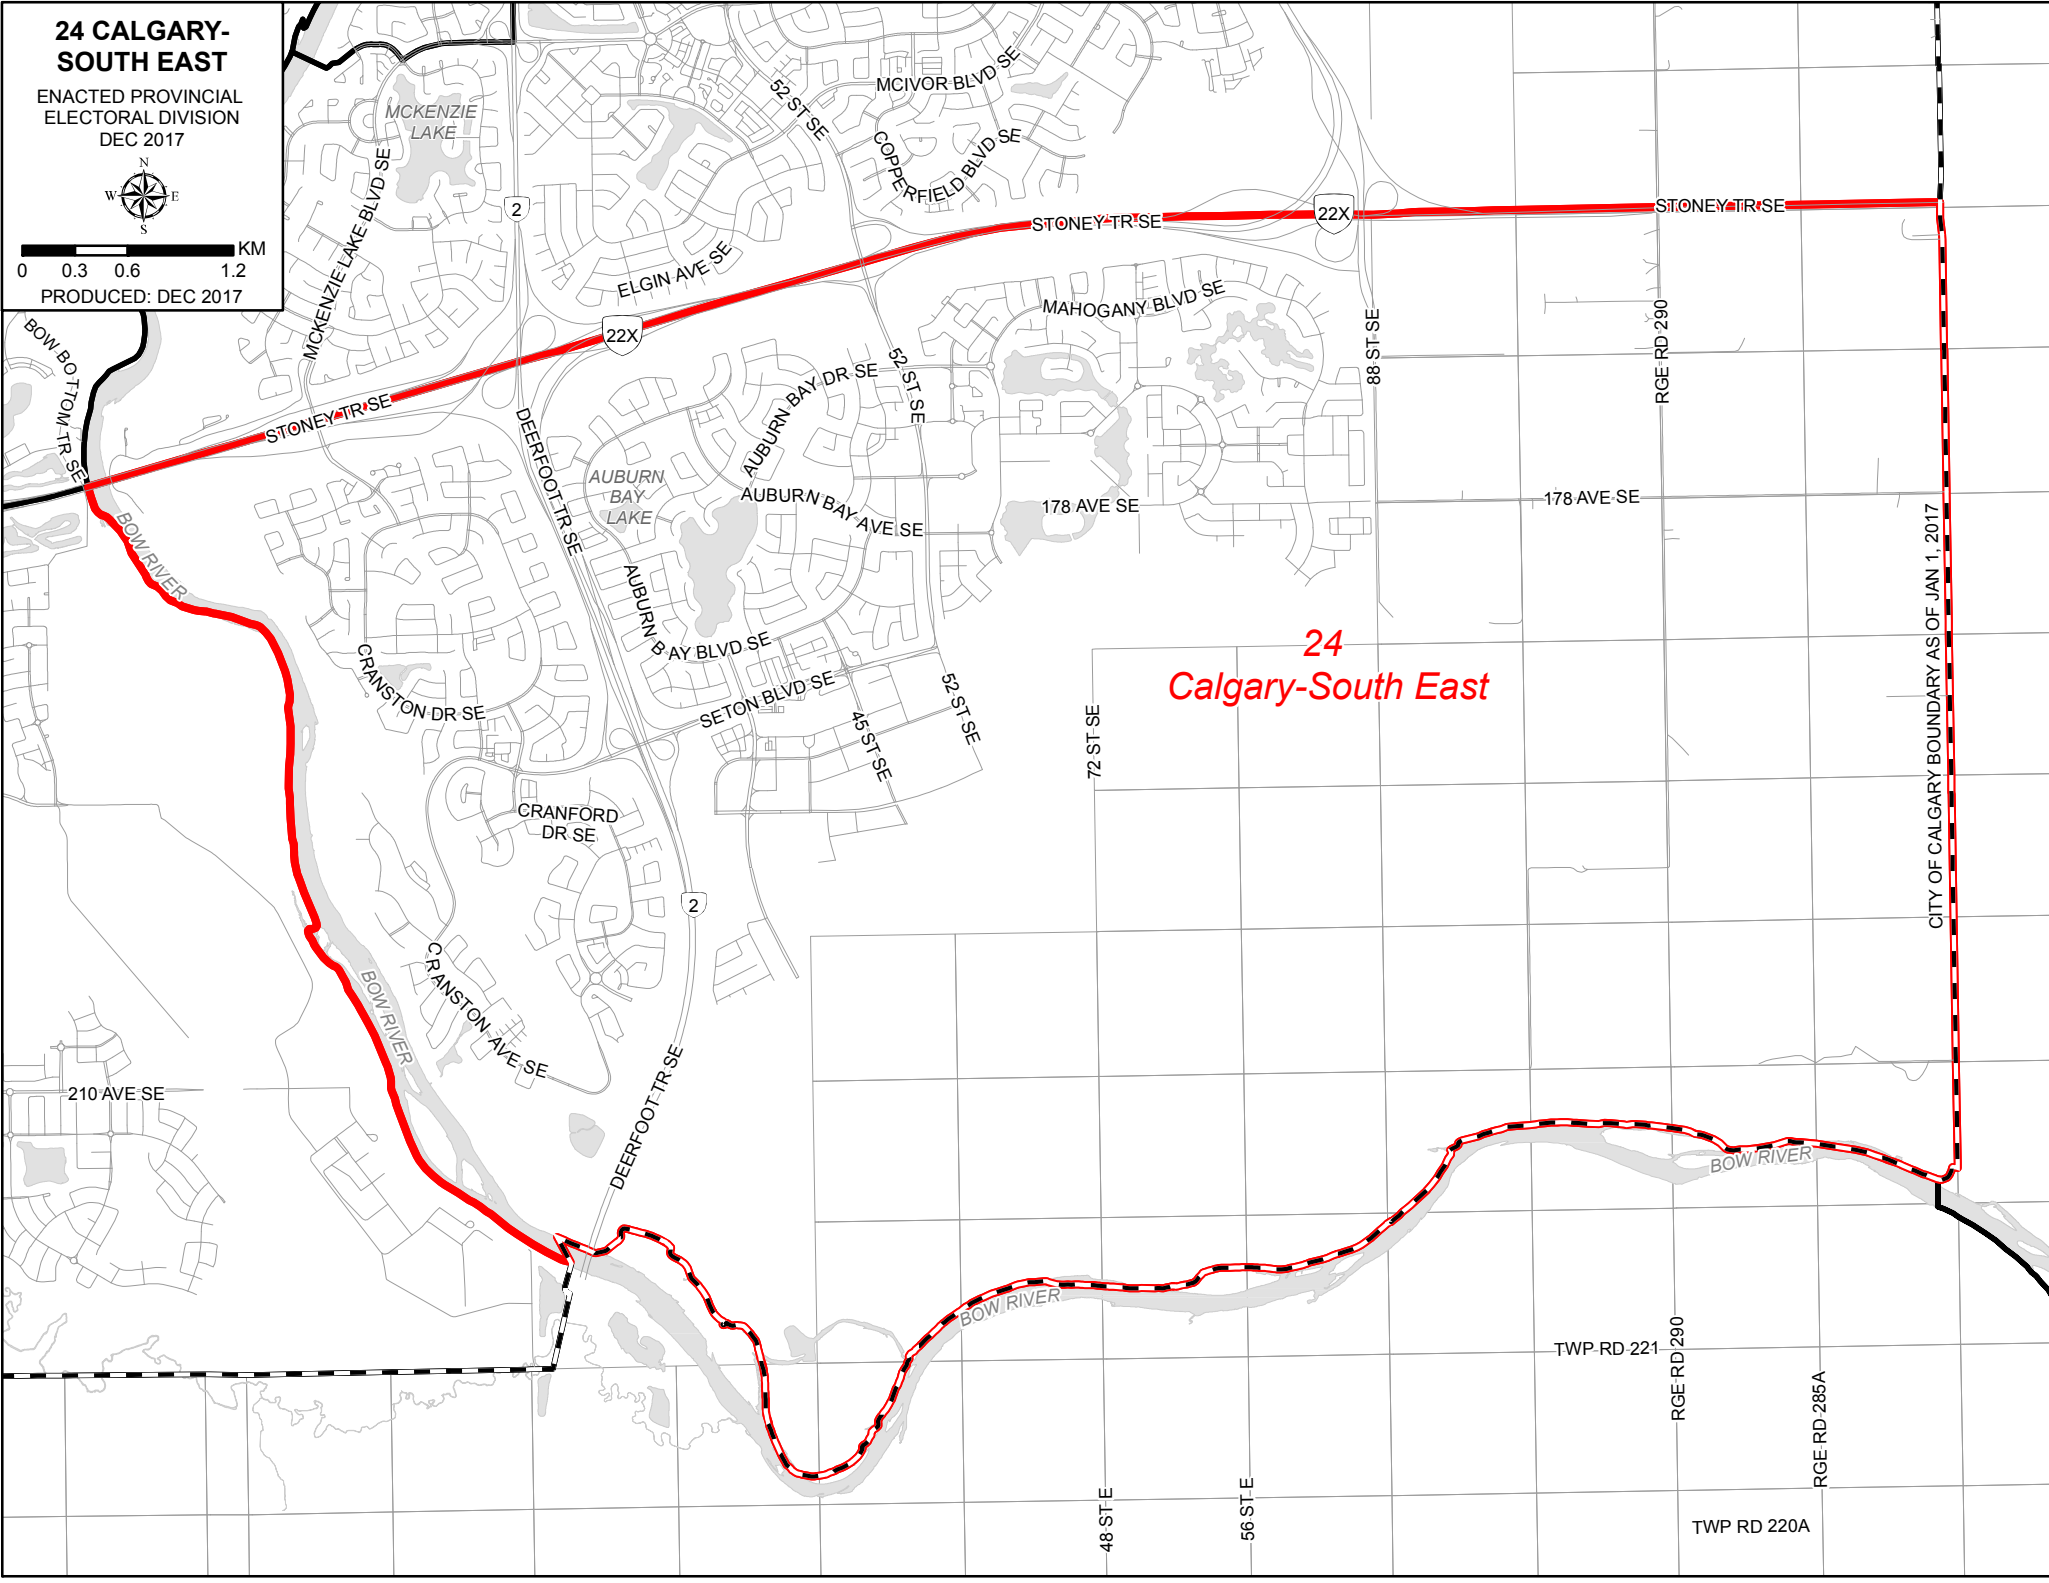 24 CALGARY-
SOUTH EAST
ENACTED PROVINCIAL
ELECTORAL DIVISION
DEC 2017
N
W E
S
KM
0 0.3 0.6 1.2
PRODUCED: DEC 2017
MCKENZIE
LAKE
52 ST SE
MCIVOR BLVD SE
COPPERFIELD BLVD SE
MCKENZIE LAKE BLVD SE
2
STONEY TR SE
22X
STONEY TR SE
ELGIN AVE SE
MAHOGANY BLVD SE
22X
BOW BOTTOM TR SE
88 ST SE
RGE RD 290
52 ST SE
AUBURN BAY DR SE
STONEY TR SE
DEERFOOT TR SE
AUBURN
BAY
LAKE
AUBURN BAY AVE SE
178 AVE SE
178 AVE SE
BOW RIVER
CITY OF CALGARY BOUNDARY AS OF JAN 1, 2017
AUBURN BAY BLVD SE
24
Calgary-South East
CRANSTON DR SE
SETON BLVD SE
52 ST SE
45 ST SE
72 ST SE
CRANFORD
DR SE
2
CRANSTON AVE SE
BOW RIVER
210 AVE SE
DEERFOOT TR SE
BOW RIVER
BOW RIVER
TWP RD 221
RGE RD 290
RGE RD 285A
48 ST E
56 ST E
TWP RD 220A